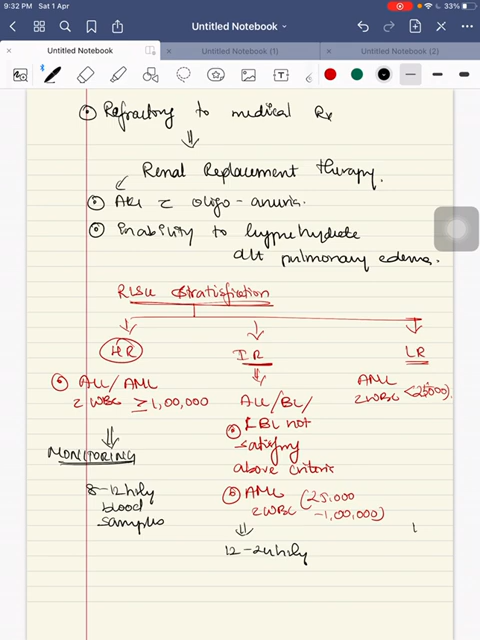 9:32 PM Sat 1 Apr
33%
Untitled Notebook
Untitled Notebook
Untitled Notebook (1)
Untitled Notebook (2)
Refractory to medical Rx
Renal Replacement therapy.
AKI c oligo-anuria.
Inability to hyperhydrate
d/t pulmonary edema.
Risk Stratisfication
HR
IR
LR
ALL/AML
c WBC ≥ 1,00,000
ALL/BL/
LBL not
satisfying
above criteria
AML
c WBC <25000).
MONITORING
8-12 hrly
blood
samples
AML (25,000
c WBC -1,00,000)
12-24 hrly